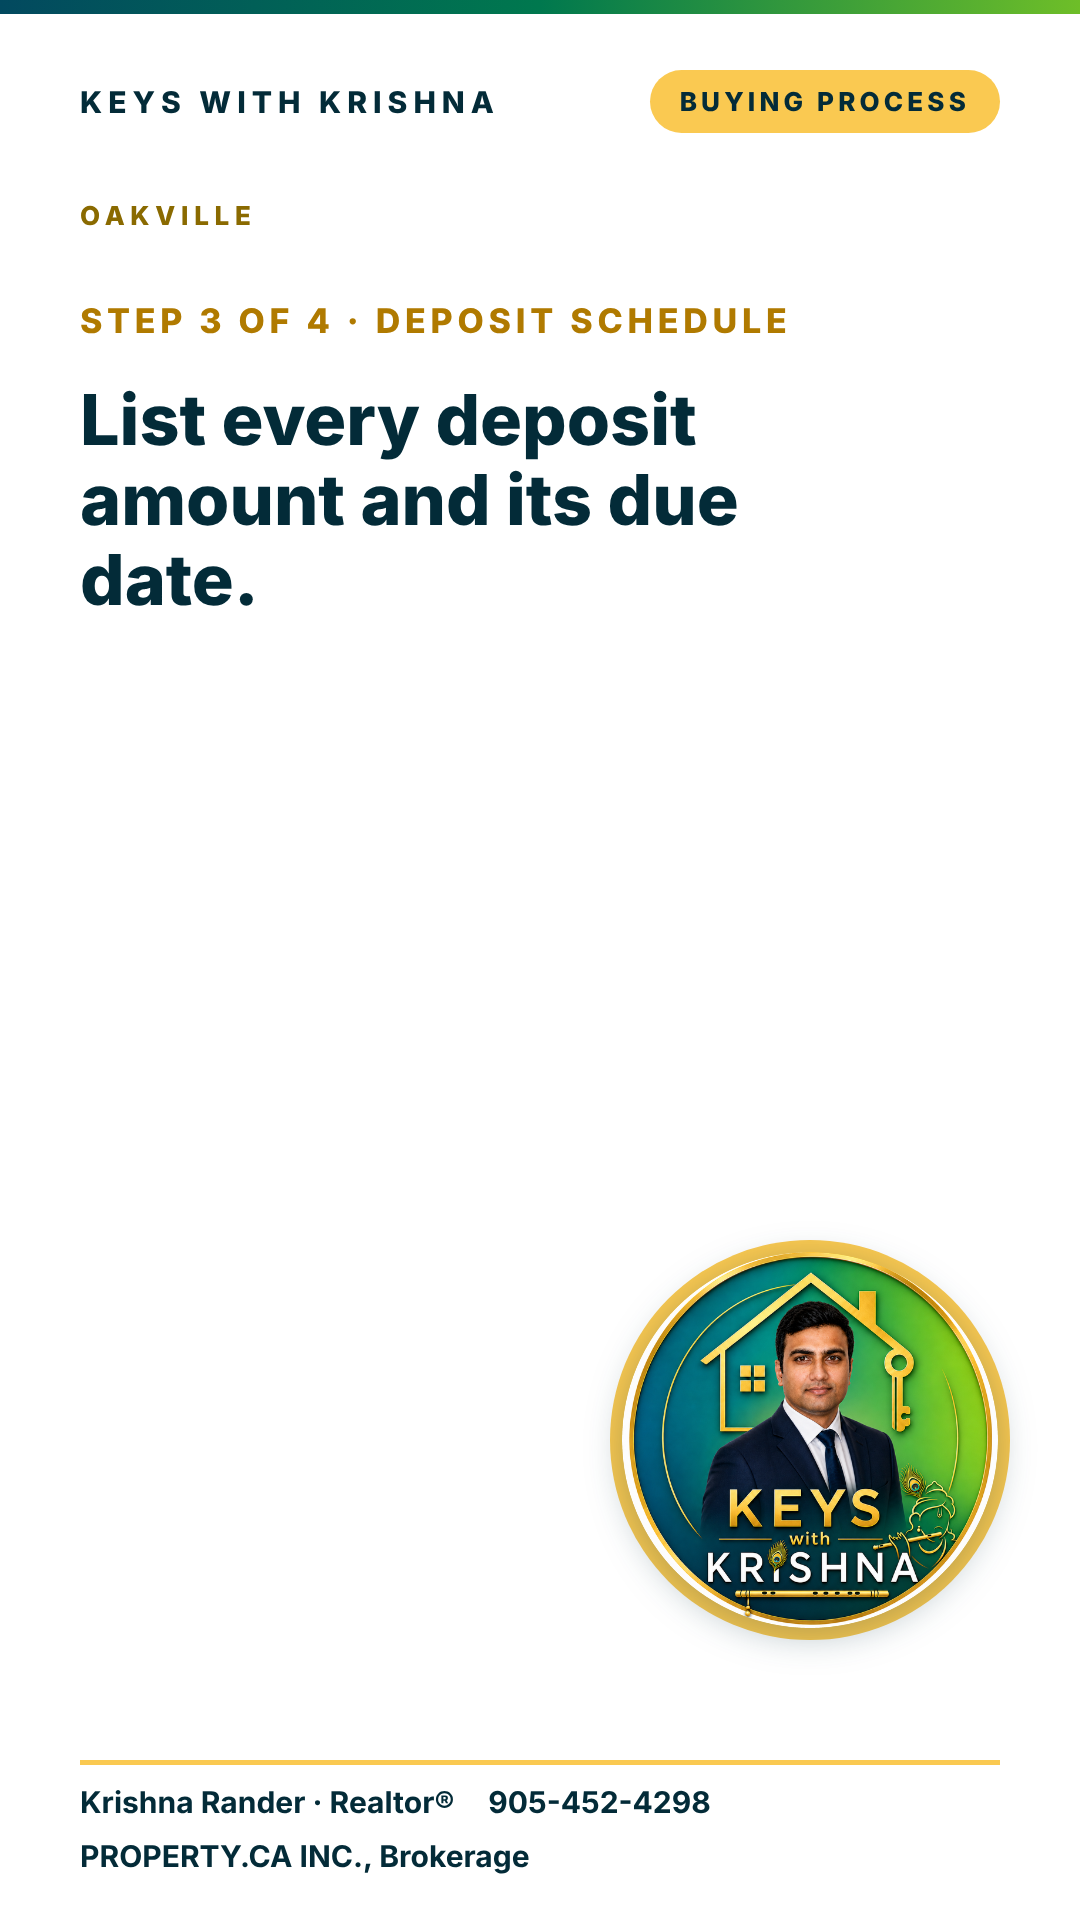 KEYS WITH KRISHNA
BUYING PROCESS
OAKVILLE
STEP 3 OF 4 · DEPOSIT SCHEDULE
List every deposit
amount and its due
date.
KEYS
with
KRISHNA
Krishna Rander · Realtor® 905-452-4298
PROPERTY.CA INC., Brokerage